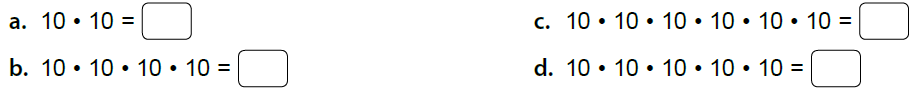 a. 10 • 10 =
b. 10 • 10 • 10 • 10 =
c. 10 • 10 • 10 • 10 • 10 • 10 =
d. 10 • 10 • 10 • 10 • 10 =